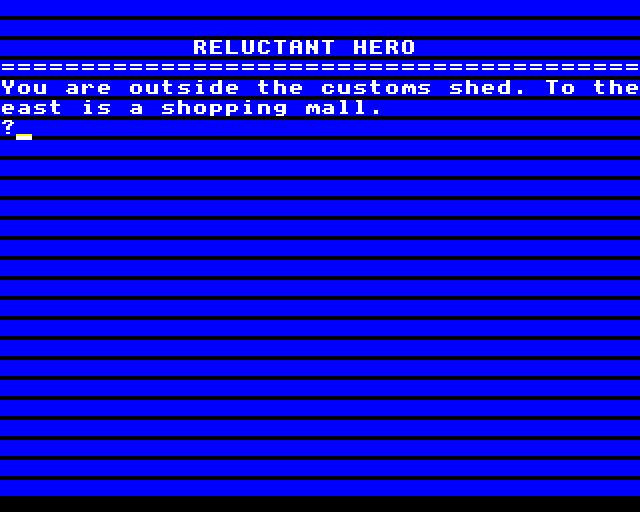 RELUCTANT HERO
========================================
You are outside the customs shed. To the
east is a shopping mall.
?_